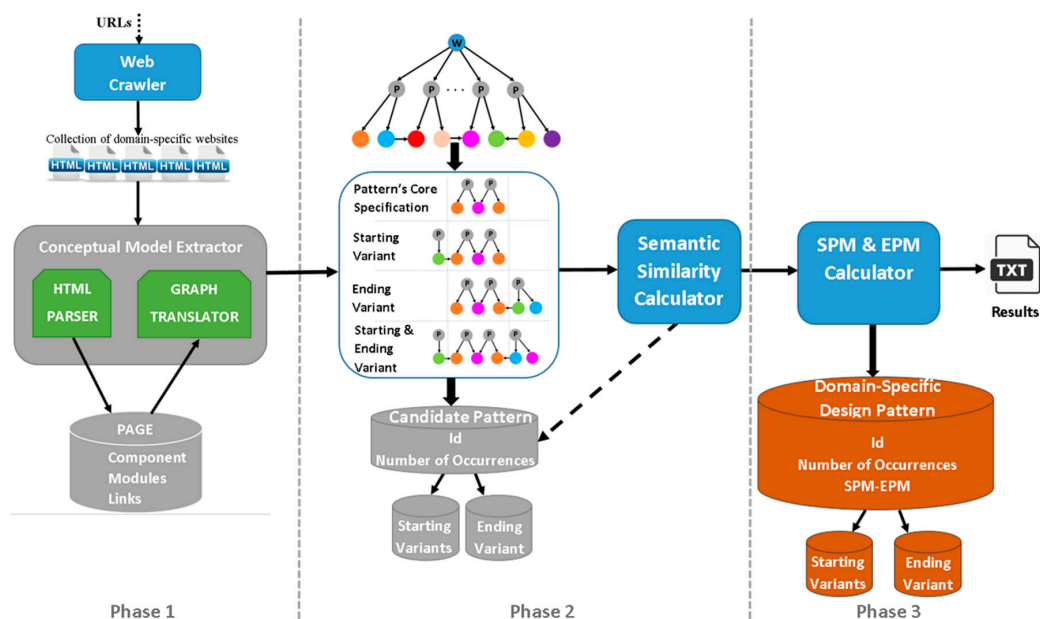 URLs
Web
Crawler
Collection of domain-specific websites
HTML HTML HTML HTML HTML
Conceptual Model Extractor
HTML
PARSER
GRAPH
TRANSLATOR
PAGE
Component
Modules
Links
Phase 1
W
P P . . . P P
Pattern's Core
Specification
P P
Starting
Variant
P P P
Ending
Variant
P P P
Starting &
Ending
Variant
P P P P
Candidate Pattern
Id
Number of Occurrences
Starting
Variants
Ending
Variant
Semantic
Similarity
Calculator
Phase 2
SPM & EPM
Calculator
TXT
Results
Domain-Specific
Design Pattern
Id
Number of Occurrences
SPM-EPM
Starting
Variants
Ending
Variant
Phase 3